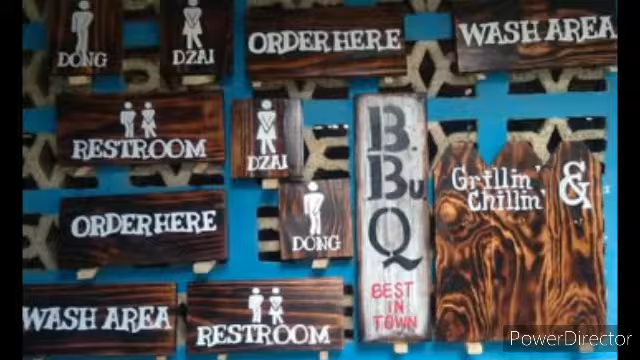 DONG
DZAI
ORDER HERE
WASH AREA
RESTROOM
DZAI
B.
Bu
Q
BEST
IN
TOWN
Grillin'
Chillin'
&
ORDER HERE
DONG
WASH AREA
RESTROOM
PowerDirector